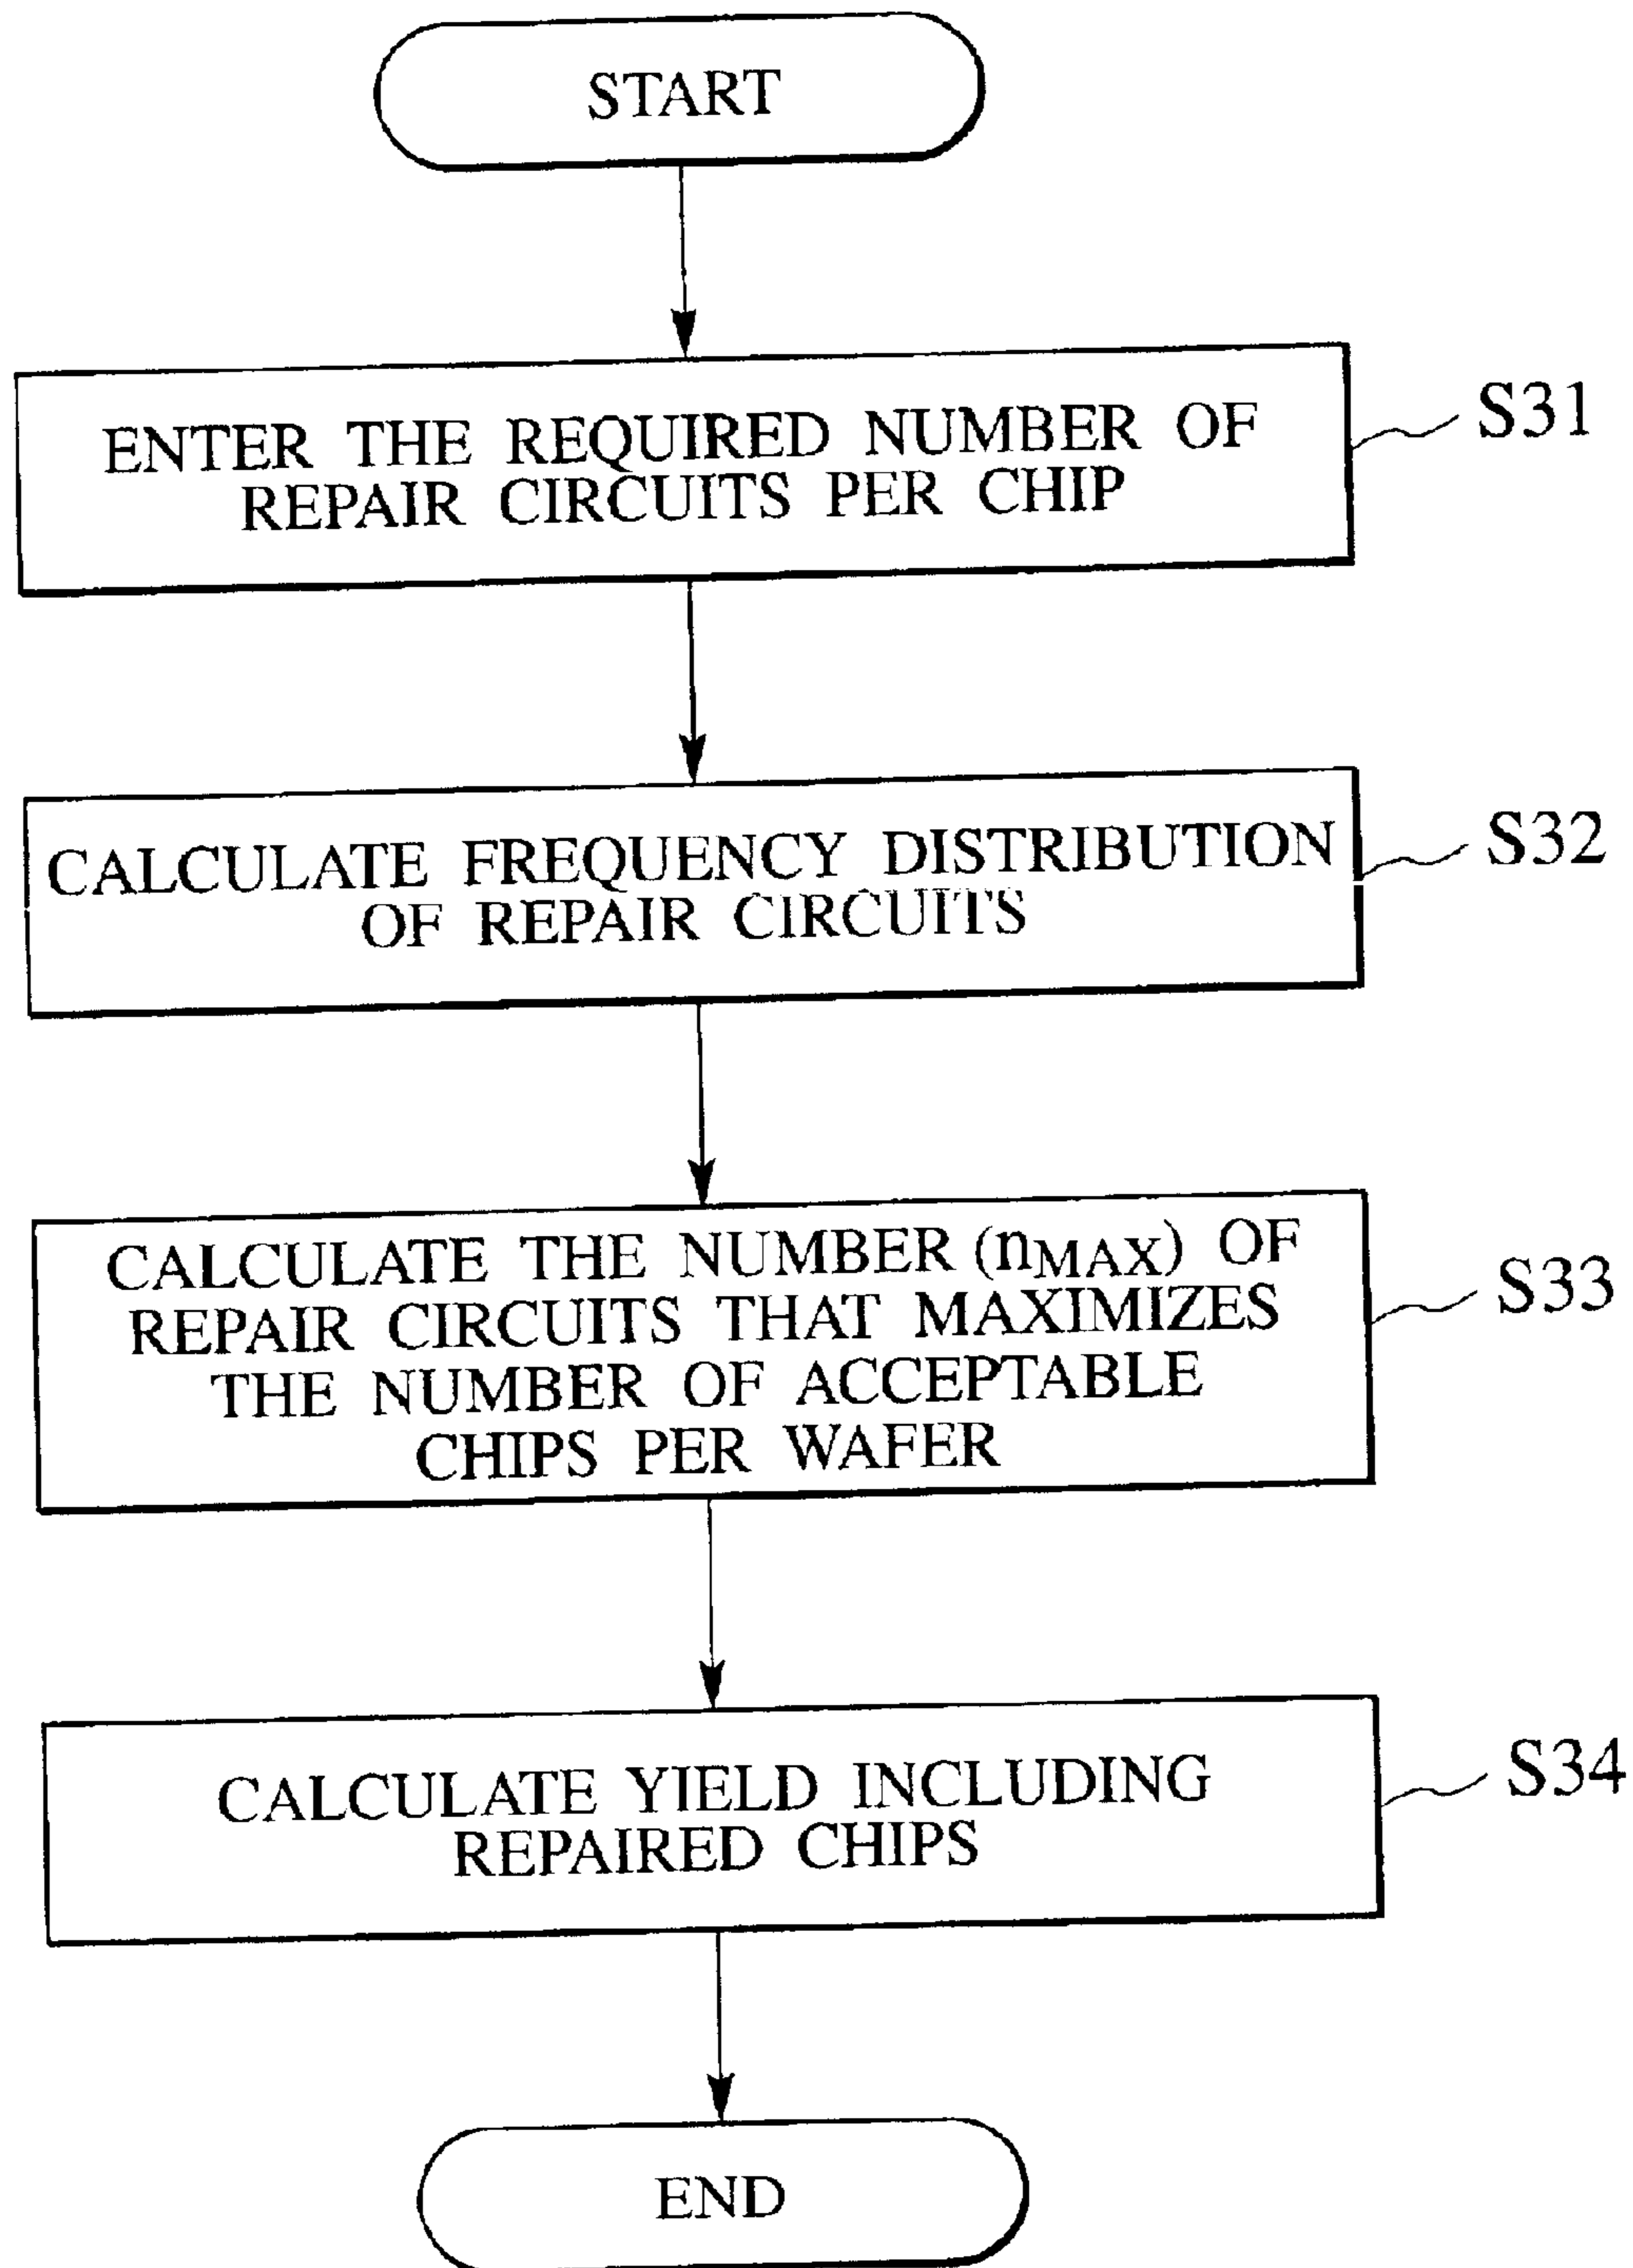 START
ENTER THE REQUIRED NUMBER OF
REPAIR CIRCUITS PER CHIP
S31
CALCULATE FREQUENCY DISTRIBUTION
OF REPAIR CIRCUITS
S32
CALCULATE THE NUMBER (nMAX) OF
REPAIR CIRCUITS THAT MAXIMIZES
THE NUMBER OF ACCEPTABLE
CHIPS PER WAFER
S33
CALCULATE YIELD INCLUDING
REPAIRED CHIPS
S34
END